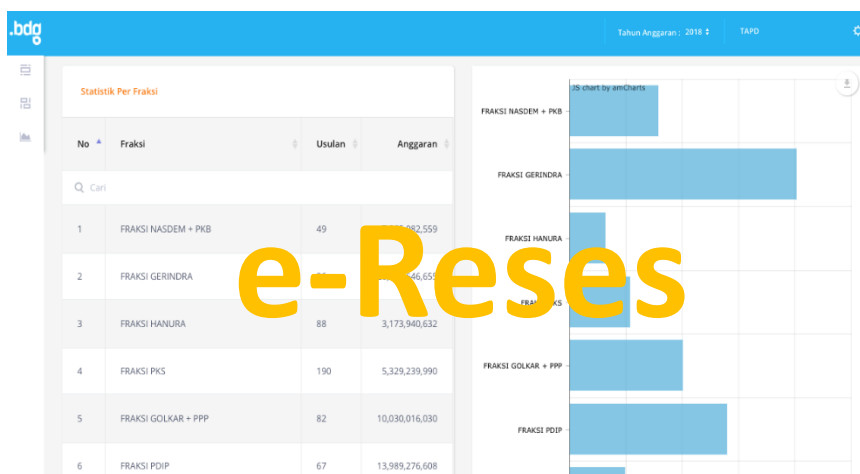 .bdg
Tahun Anggaran : 2018
TAPD
Statistik Per Fraksi
No Fraksi Usulan Anggaran
Cari
1 FRAKSI NASDEM + PKB 49
2 FRAKSI GERINDRA
3 FRAKSI HANURA 88 3,173,940,632
4 FRAKSI PKS 190 5,329,239,990
5 FRAKSI GOLKAR + PPP 82 10,030,016,030
6 FRAKSI PDIP 67 13,989,276,608
e-Reses
JS chart by amCharts
FRAKSI NASDEM + PKB
FRAKSI GERINDRA
FRAKSI HANURA
FRAKSI PKS
FRAKSI GOLKAR + PPP
FRAKSI PDIP